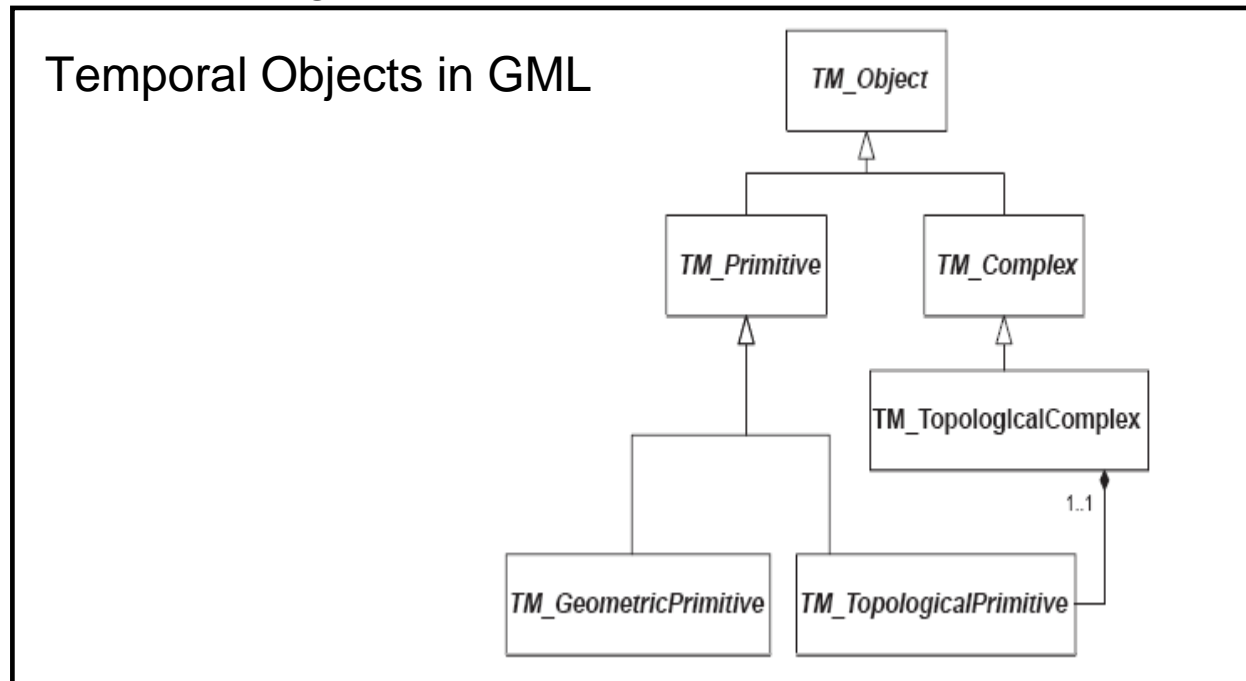 Temporal Objects in GML
TM_Object
TM_Primitive
TM_Complex
TM_TopologicalComplex
1..1
TM_GeometricPrimitive
TM_TopologicalPrimitive